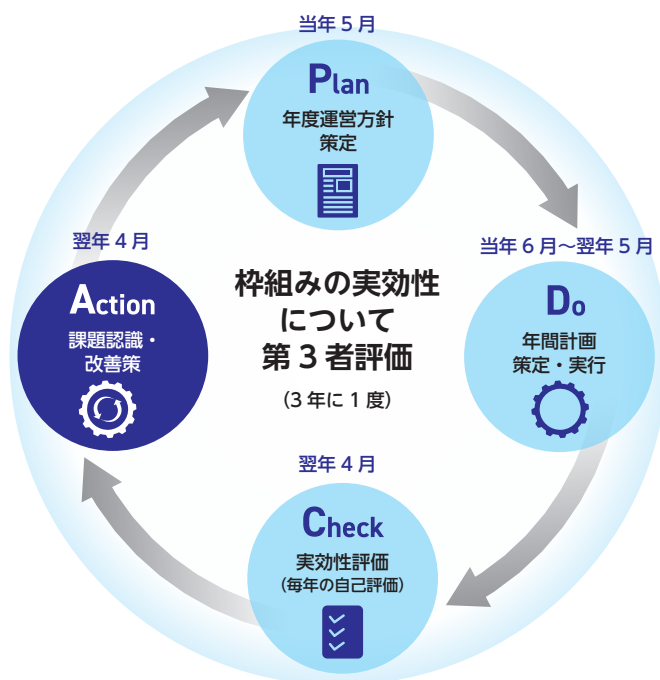 当年5月
Plan
年度運営方針
策定
当年6月～翌年5月
Do
年間計画
策定・実行
翌年4月
Check
実効性評価
（毎年の自己評価）
翌年4月
Action
課題認識・
改善策
枠組みの実効性
について
第3者評価
（3年に1度）